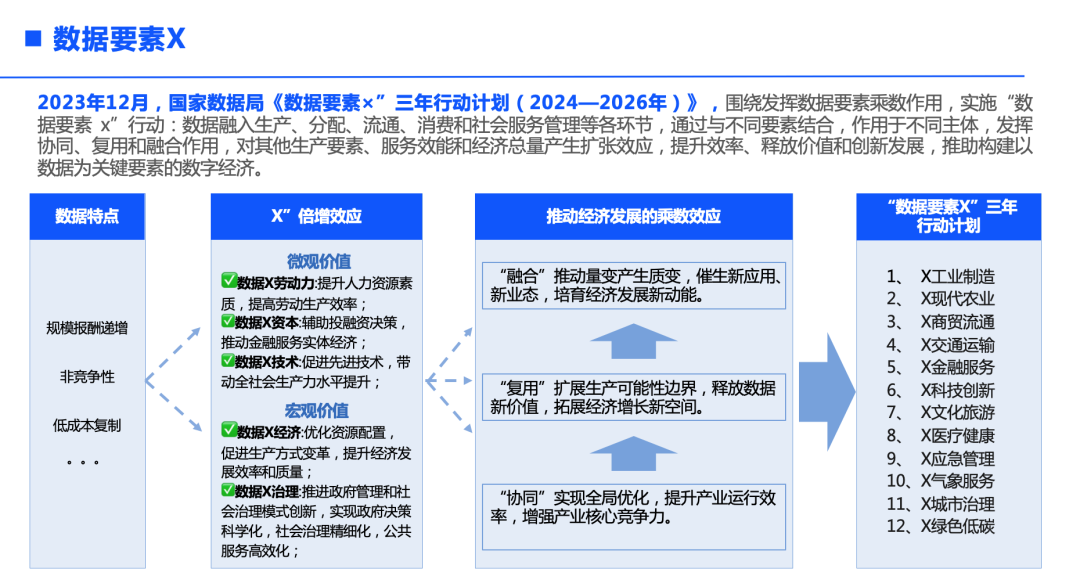 数据要素X
2023年12月，国家数据局《数据要素×”三年行动计划（2024—2026年）》，围绕发挥数据要素乘数作用，实施“数
据要素 x”行动：数据融入生产、分配、流通、消费和社会服务管理等各环节，通过与不同要素结合，作用于不同主体，发挥
协同、复用和融合作用，对其他生产要素、服务效能和经济总量产生扩张效应，提升效率、释放价值和创新发展，推助构建以
数据为关键要素的数字经济。
数据特点
规模报酬递增
非竞争性
低成本复制
。。。
X”倍增效应
微观价值
数据X劳动力:提升人力资源素
质，提高劳动生产效率；
数据X资本:辅助投融资决策，
推动金融服务实体经济；
数据X技术:促进先进技术，带
动全社会生产力水平提升；
宏观价值
数据X经济:优化资源配置，
促进生产方式变革，提升经济发
展效率和质量；
数据X治理:推进政府管理和社
会治理模式创新，实现政府决策
科学化，社会治理精细化，公共
服务高效化；
推动经济发展的乘数效应
“融合”推动量变产生质变，催生新应用、
新业态，培育经济发展新动能。
“复用”扩展生产可能性边界，释放数据
新价值，拓展经济增长新空间。
“协同”实现全局优化，提升产业运行效
率，增强产业核心竞争力。
“数据要素X”三年
行动计划
1、 X工业制造
2、 X现代农业
3、 X商贸流通
4、 X交通运输
5、 X金融服务
6、 X科技创新
7、 X文化旅游
8、 X医疗健康
9、 X应急管理
10、 X气象服务
11、 X城市治理
12、 X绿色低碳